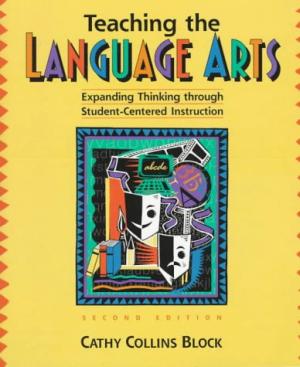 Teaching the
LANGUAGE ARTS
Expanding Thinking through
Student-Centered Instruction
abcde
SECOND EDITION
CATHY COLLINS BLOCK